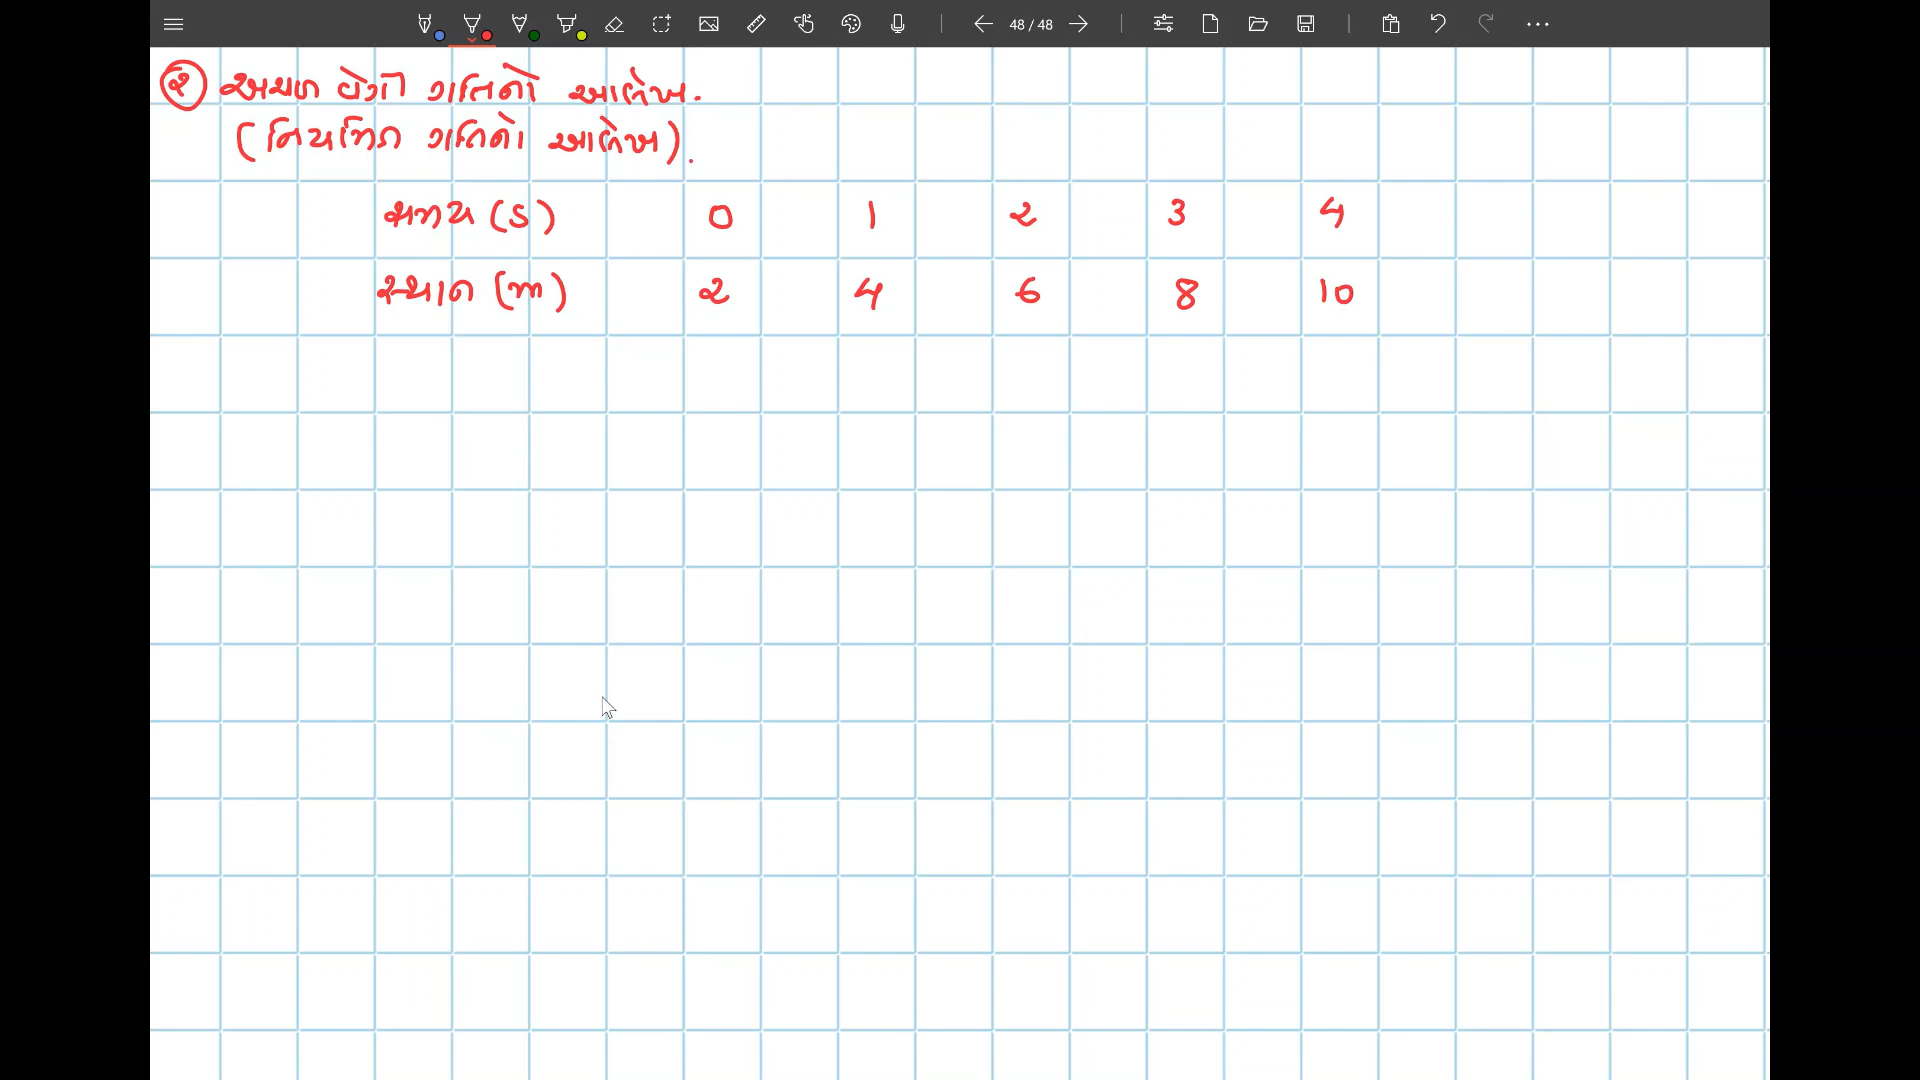 48 / 48
૨ અચળ વેગી ગતિનો આલેખ.
(નિયમિત ગતિનો આલેખ).
સમય (s) 0 1 2 3 4
સ્થાન (m) 2 4 6 8 10